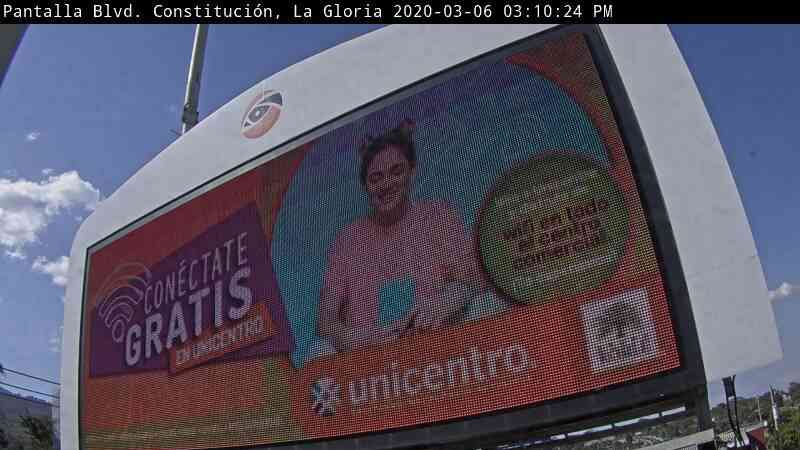 Pantalla Blvd. Constitución, La Gloria 2020-03-06 03:10:24 PM
CONÉCTATE
GRATIS
EN UNICENTRO
wifi en todo
el centro
comercial
unicentro